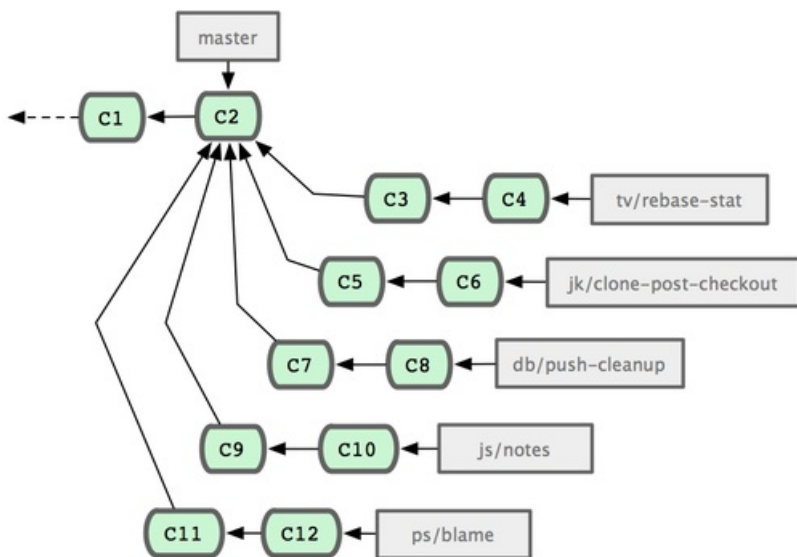 master
C1
C2
C3
C4
tv/rebase-stat
C5
C6
jk/clone-post-checkout
C7
C8
db/push-cleanup
C9
C10
js/notes
C11
C12
ps/blame